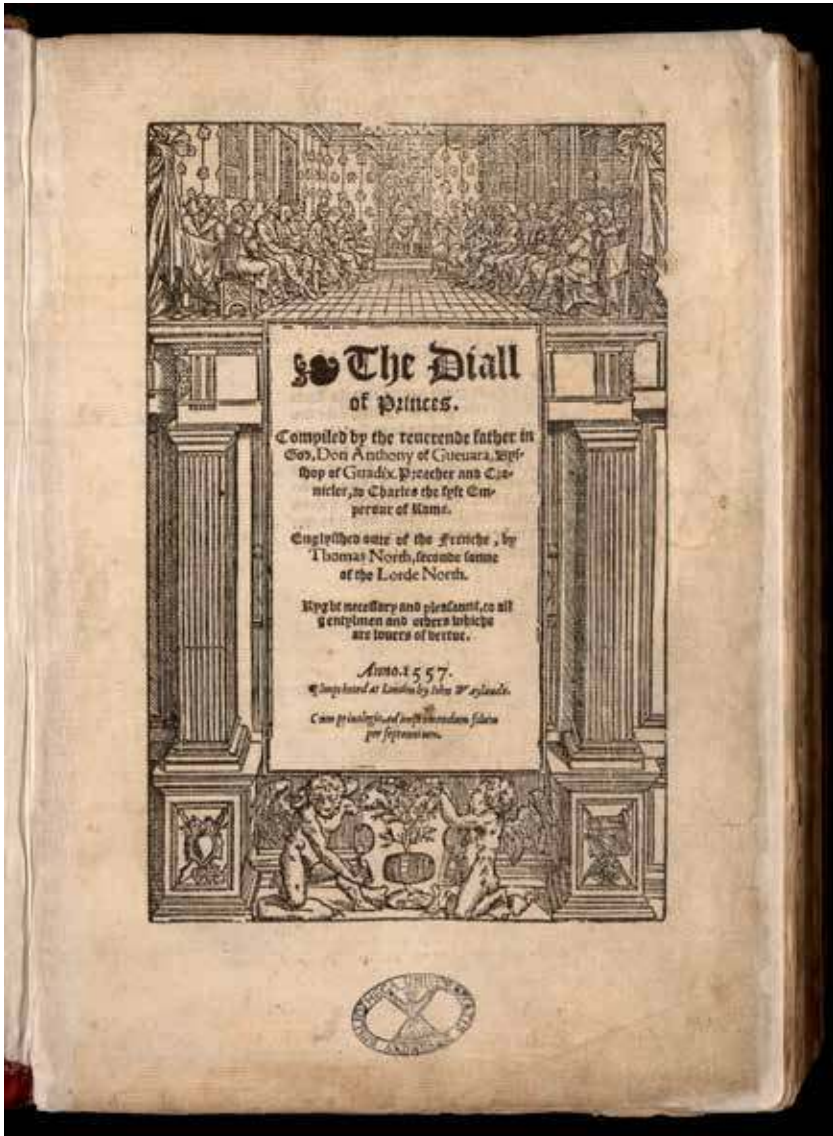 The Diall
of Princes.
Compiled by the reuerende father in
God, Don Anthony of Gueuara, Bys-
shop of Guadix. Preacher and Cro-
nicler, to Charles the fyft Em-
perour of Rome.
Englysshed oute of the Frenche, by
Thomas North, seconde sonne
of the Lorde North.
Ryght necessary and pleasaunt, to all
gentylmen and others whiche
are louers of vertue.
Anno. 1557.
¶ Imprinted at London by John Waylande.
Cum priuilegio, ad imprimendum solum
per septennium.